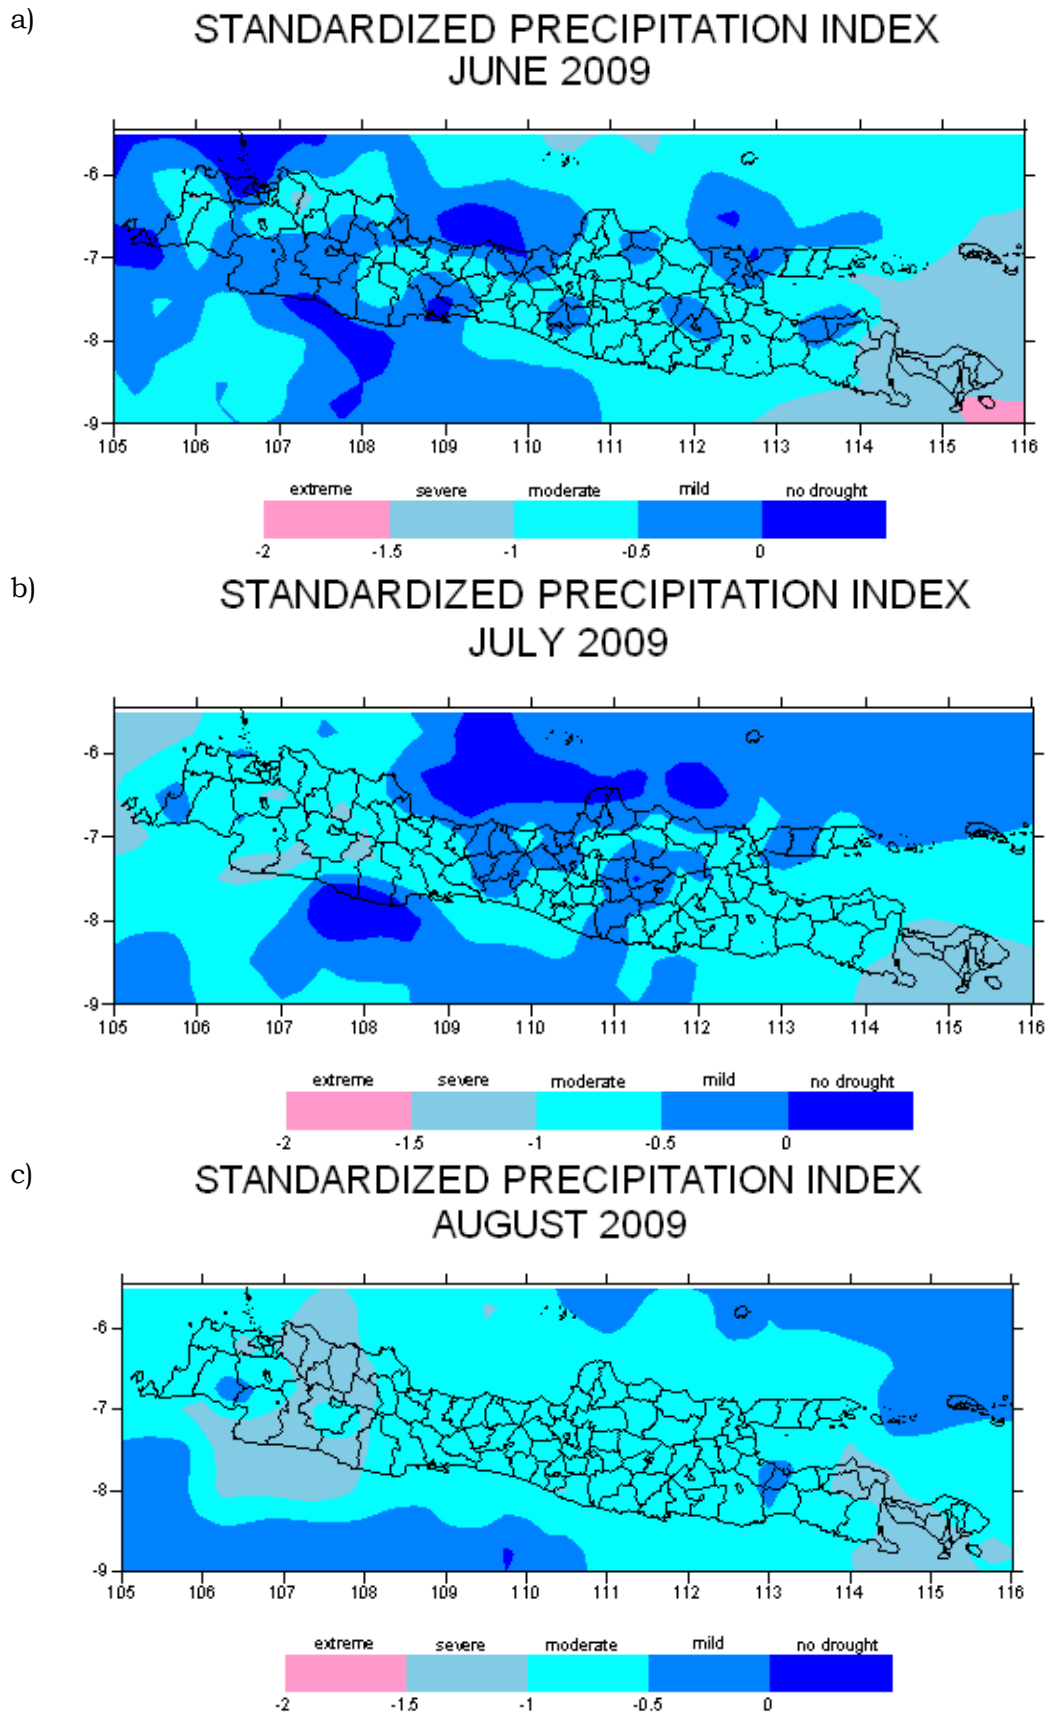 a)
STANDARDIZED PRECIPITATION INDEX
JUNE 2009
-6
-7
-8
-9
105 106 107 108 109 110 111 112 113 114 115 116
extreme severe moderate mild no drought
-2 -1.5 -1 -0.5 0
b)
STANDARDIZED PRECIPITATION INDEX
JULY 2009
-6
-7
-8
-9
105 106 107 108 109 110 111 112 113 114 115 116
extreme severe moderate mild no drought
-2 -1.5 -1 -0.5 0
c)
STANDARDIZED PRECIPITATION INDEX
AUGUST 2009
-6
-7
-8
-9
105 106 107 108 109 110 111 112 113 114 115 116
extreme severe moderate mild no drought
-2 -1.5 -1 -0.5 0